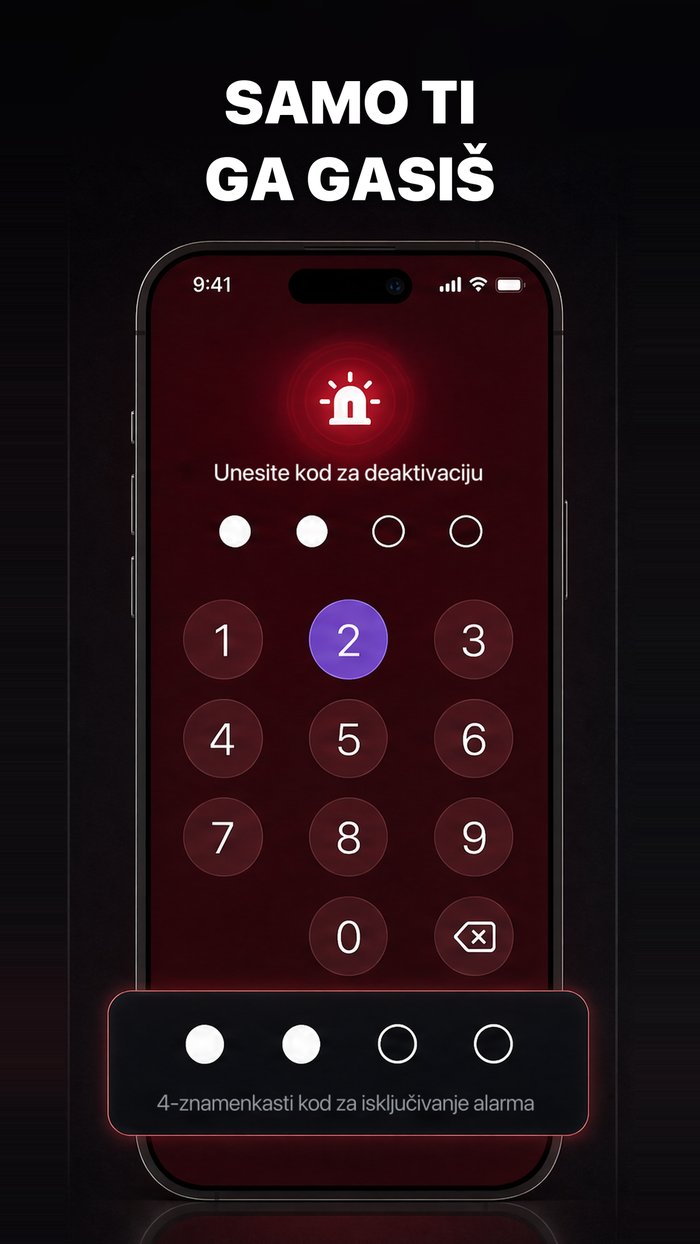 SAMO TI
GA GASIŠ
9:41
Unesite kod za deaktivaciju
1 2 3
4 5 6
7 8 9
0
4-znamenkasti kod za isključivanje alarma